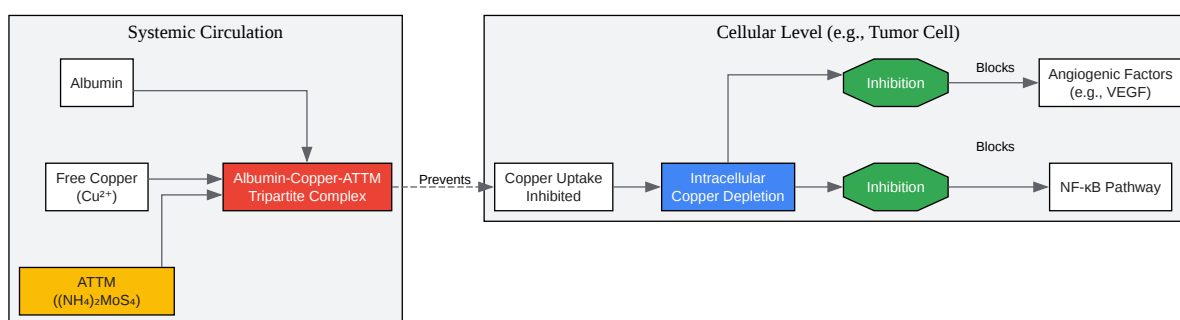 Systemic Circulation
Albumin
Free Copper
(Cu²⁺)
Albumin-Copper-ATTM
Tripartite Complex
ATTM
((NH₄)₂MoS₄)
Prevents
Cellular Level (e.g., Tumor Cell)
Copper Uptake
Inhibited
Intracellular
Copper Depletion
Inhibition
Blocks
Angiogenic Factors
(e.g., VEGF)
Inhibition
Blocks
NF-κB Pathway